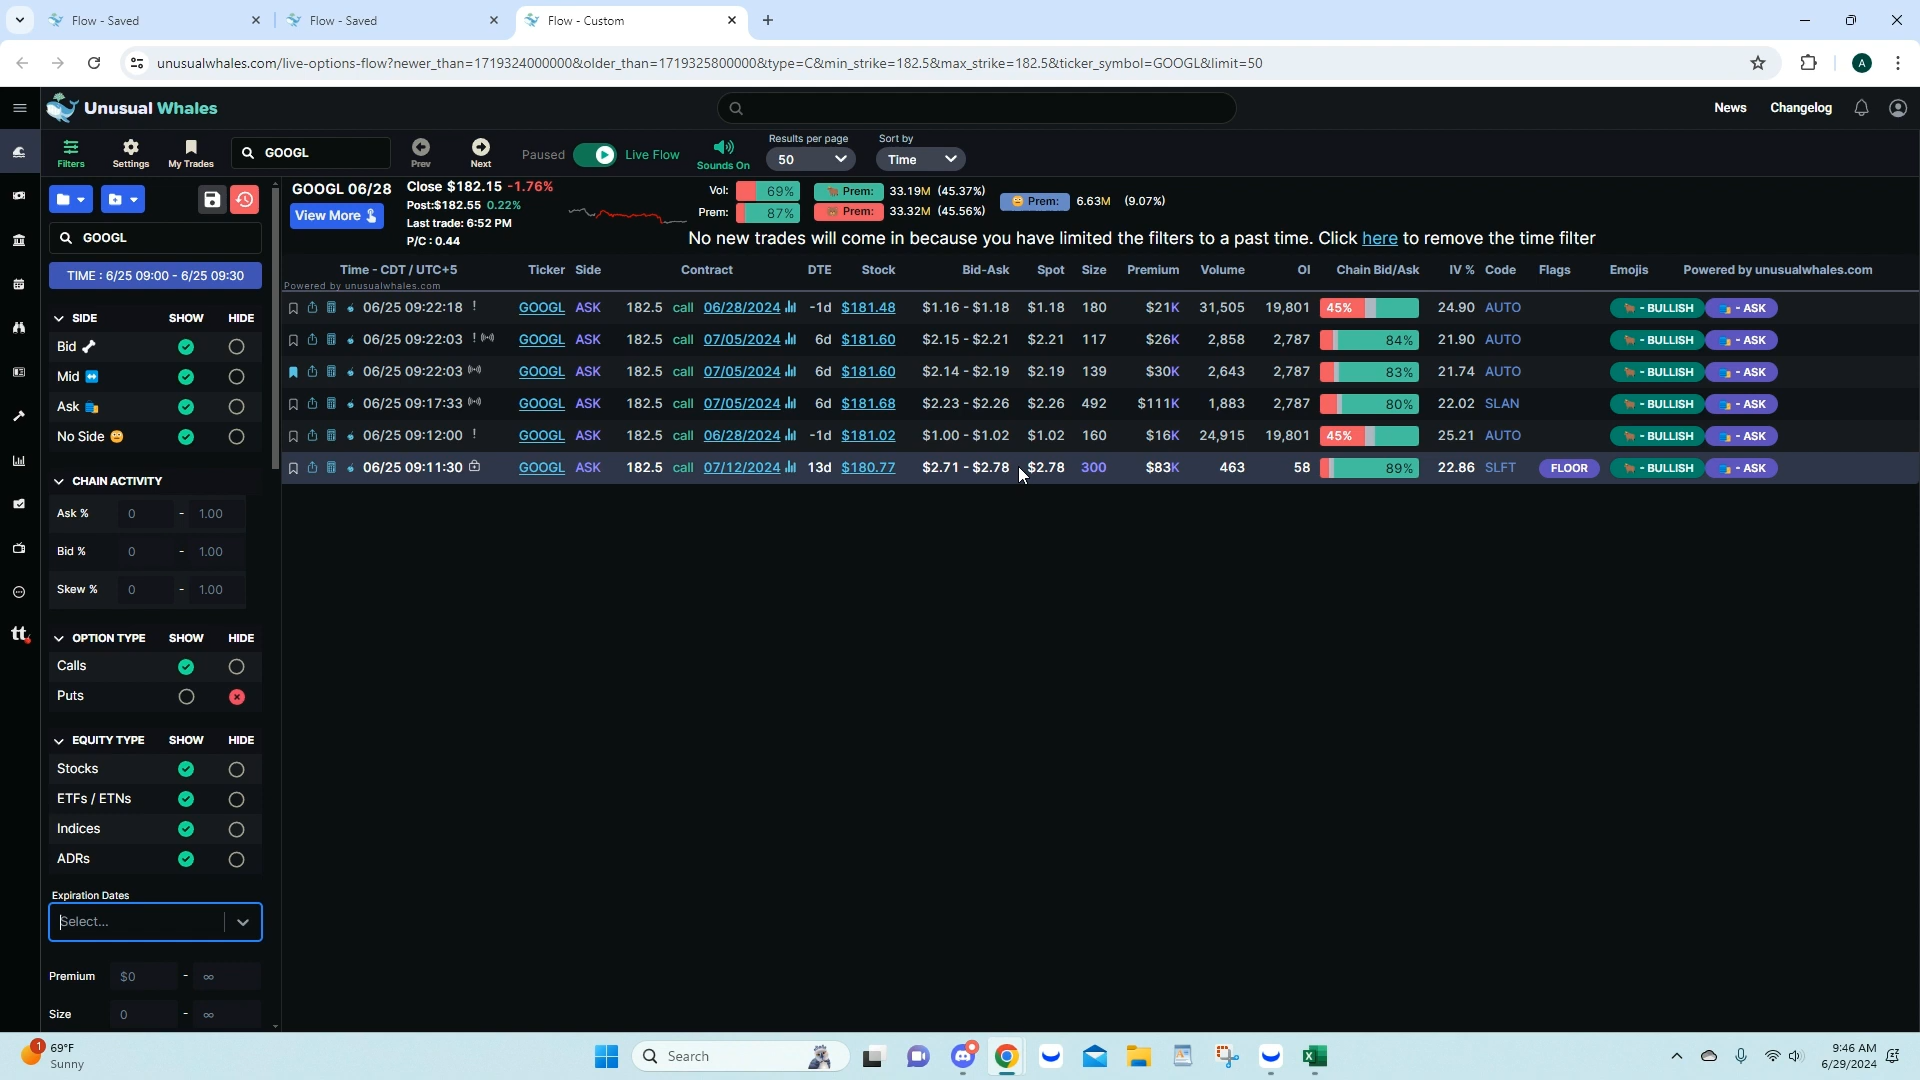 Flow - Saved
Flow - Saved
Flow - Custom
unusualwhales.com/live-options-flow?newer_than=1719324000000&older_than=1719325800000&type=C&min_strike=182.5&max_strike=182.5&ticker_symbol=GOOGL&limit=50
A
Unusual Whales
News
Changelog
Filters
Settings
My Trades
GOOGL
Prev
Next
Paused
Live Flow
Sounds On
Results per page
50
Sort by
Time
GOOGL 06/28
View More
Close $182.15 -1.76%
Post:$182.55 0.22%
Last trade: 6:52 PM
P/C : 0.44
Vol: 69% Prem: 33.19M (45.37%)
Prem: 87% Prem: 33.32M (45.56%)
Prem: 6.63M (9.07%)
No new trades will come in because you have limited the filters to a past time. Click here to remove the time filter
GOOGL
TIME : 6/25 09:00 - 6/25 09:30
SIDE SHOW HIDE
Bid
Mid
Ask
No Side
CHAIN ACTIVITY
Ask % 0 - 1.00
Bid % 0 - 1.00
Skew % 0 - 1.00
OPTION TYPE SHOW HIDE
Calls
Puts
EQUITY TYPE SHOW HIDE
Stocks
ETFs / ETNs
Indices
ADRs
Expiration Dates
Select...
Premium $0 - ∞
Size 0 - ∞
Time - CDT / UTC+5 Ticker Side Contract DTE Stock Bid-Ask Spot Size Premium Volume OI Chain Bid/Ask IV % Code Flags Emojis Powered by unusualwhales.com
Powered by unusualwhales.com
06/25 09:22:18 ! GOOGL ASK 182.5 call 06/28/2024 -1d $181.48 $1.16 - $1.18 $1.18 180 $21K 31,505 19,801 45% 24.90 AUTO - BULLISH - ASK
06/25 09:22:03 ! GOOGL ASK 182.5 call 07/05/2024 6d $181.60 $2.15 - $2.21 $2.21 117 $26K 2,858 2,787 84% 21.90 AUTO - BULLISH - ASK
06/25 09:22:03 GOOGL ASK 182.5 call 07/05/2024 6d $181.60 $2.14 - $2.19 $2.19 139 $30K 2,643 2,787 83% 21.74 AUTO - BULLISH - ASK
06/25 09:17:33 GOOGL ASK 182.5 call 07/05/2024 6d $181.68 $2.23 - $2.26 $2.26 492 $111K 1,883 2,787 80% 22.02 SLAN - BULLISH - ASK
06/25 09:12:00 ! GOOGL ASK 182.5 call 06/28/2024 -1d $181.02 $1.00 - $1.02 $1.02 160 $16K 24,915 19,801 45% 25.21 AUTO - BULLISH - ASK
06/25 09:11:30 GOOGL ASK 182.5 call 07/12/2024 13d $180.77 $2.71 - $2.78 $2.78 300 $83K 463 58 89% 22.86 SLFT FLOOR - BULLISH - ASK
tt
1
69°F
Sunny
Search
9:46 AM
6/29/2024